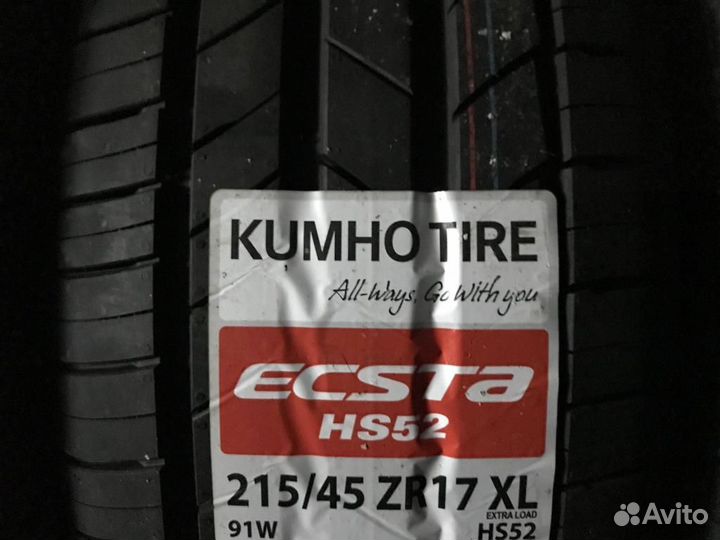 KUMHO TIRE
All-Ways, Go With you
ECSTA
HS52
215/45 ZR17 XL
EXTRA LOAD
91W HS52
Avito